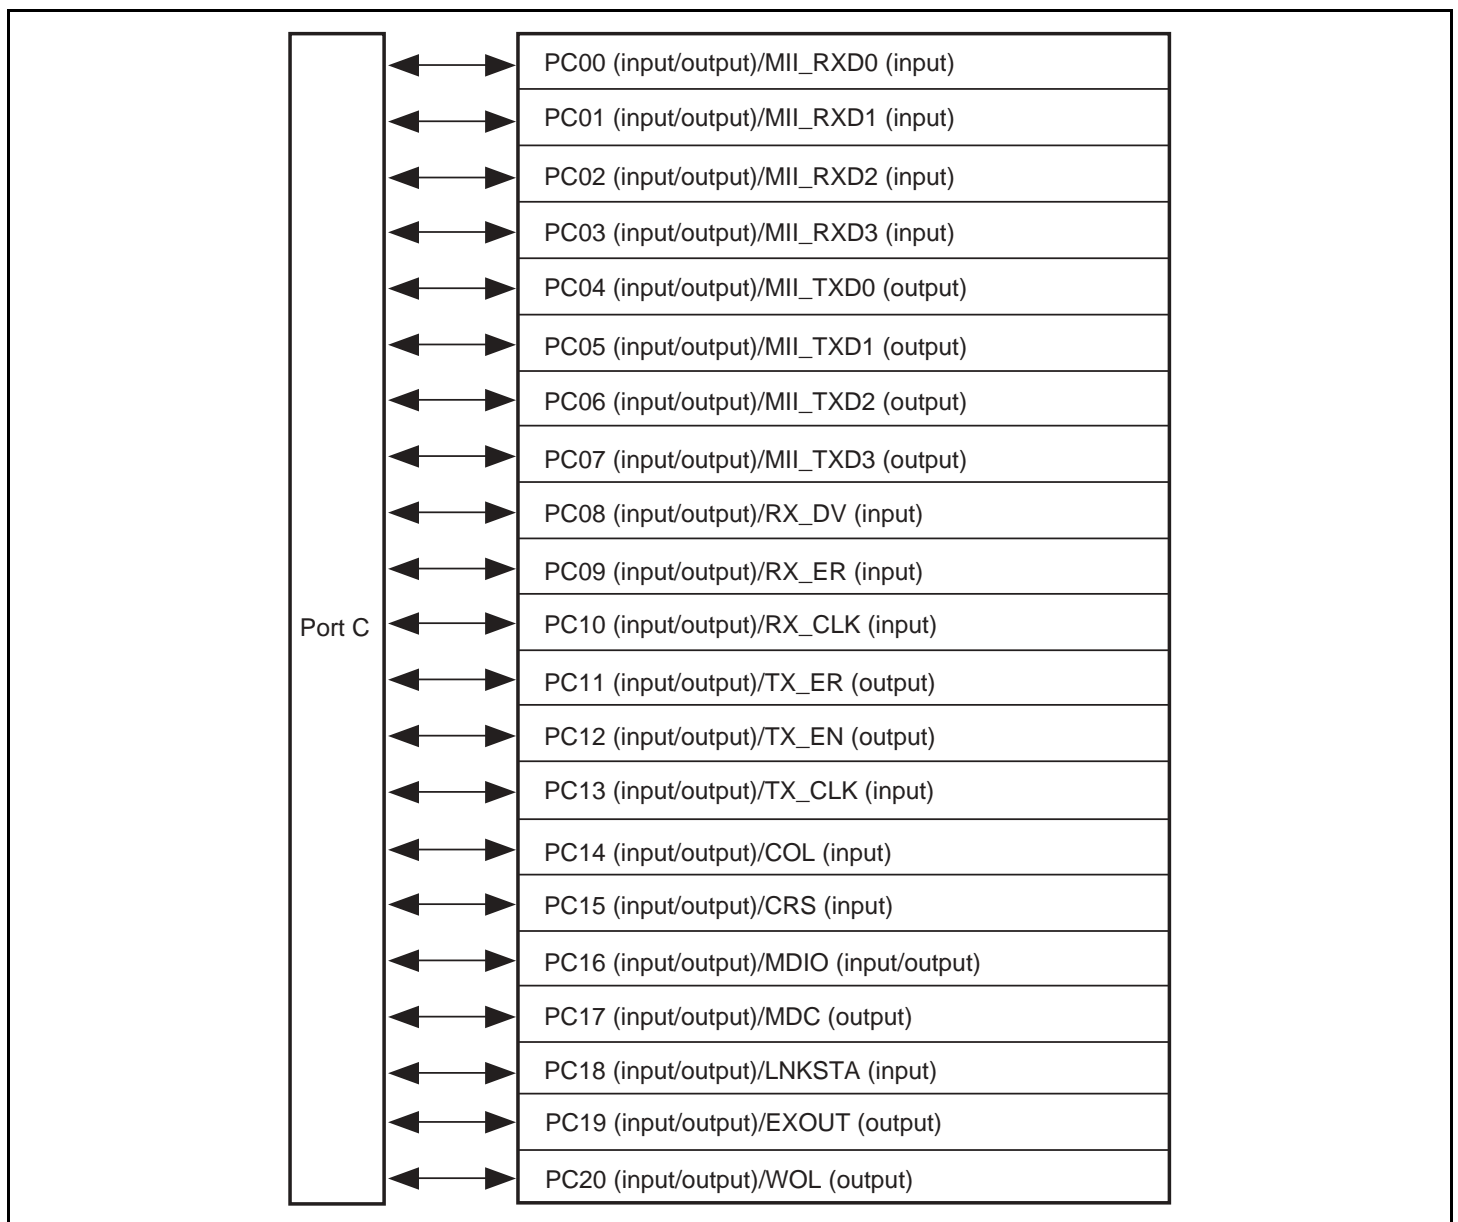 PC00 (input/output)/MII_RXD0 (input)
PC01 (input/output)/MII_RXD1 (input)
PC02 (input/output)/MII_RXD2 (input)
PC03 (input/output)/MII_RXD3 (input)
PC04 (input/output)/MII_TXD0 (output)
PC05 (input/output)/MII_TXD1 (output)
PC06 (input/output)/MII_TXD2 (output)
PC07 (input/output)/MII_TXD3 (output)
PC08 (input/output)/RX_DV (input)
PC09 (input/output)/RX_ER (input)
Port C
PC10 (input/output)/RX_CLK (input)
PC11 (input/output)/TX_ER (output)
PC12 (input/output)/TX_EN (output)
PC13 (input/output)/TX_CLK (input)
PC14 (input/output)/COL (input)
PC15 (input/output)/CRS (input)
PC16 (input/output)/MDIO (input/output)
PC17 (input/output)/MDC (output)
PC18 (input/output)/LNKSTA (input)
PC19 (input/output)/EXOUT (output)
PC20 (input/output)/WOL (output)